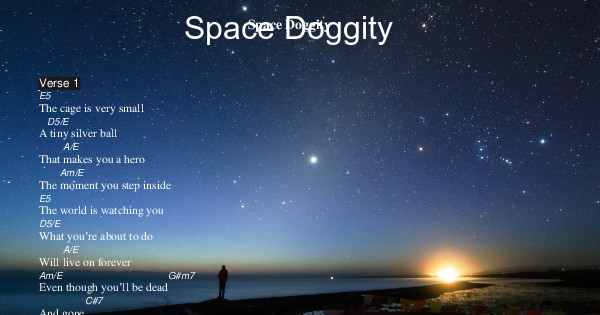 Space Doggity
Space Doggity
Verse 1
E5
The cage is very small
D5/E
A tiny silver ball
A/E
That makes you a hero
Am/E
The moment you step inside
E5
The world is watching you
D5/E
What you're about to do
A/E
Will live on forever
Am/E G#m7
Even though you'll be dead
C#7
And gone